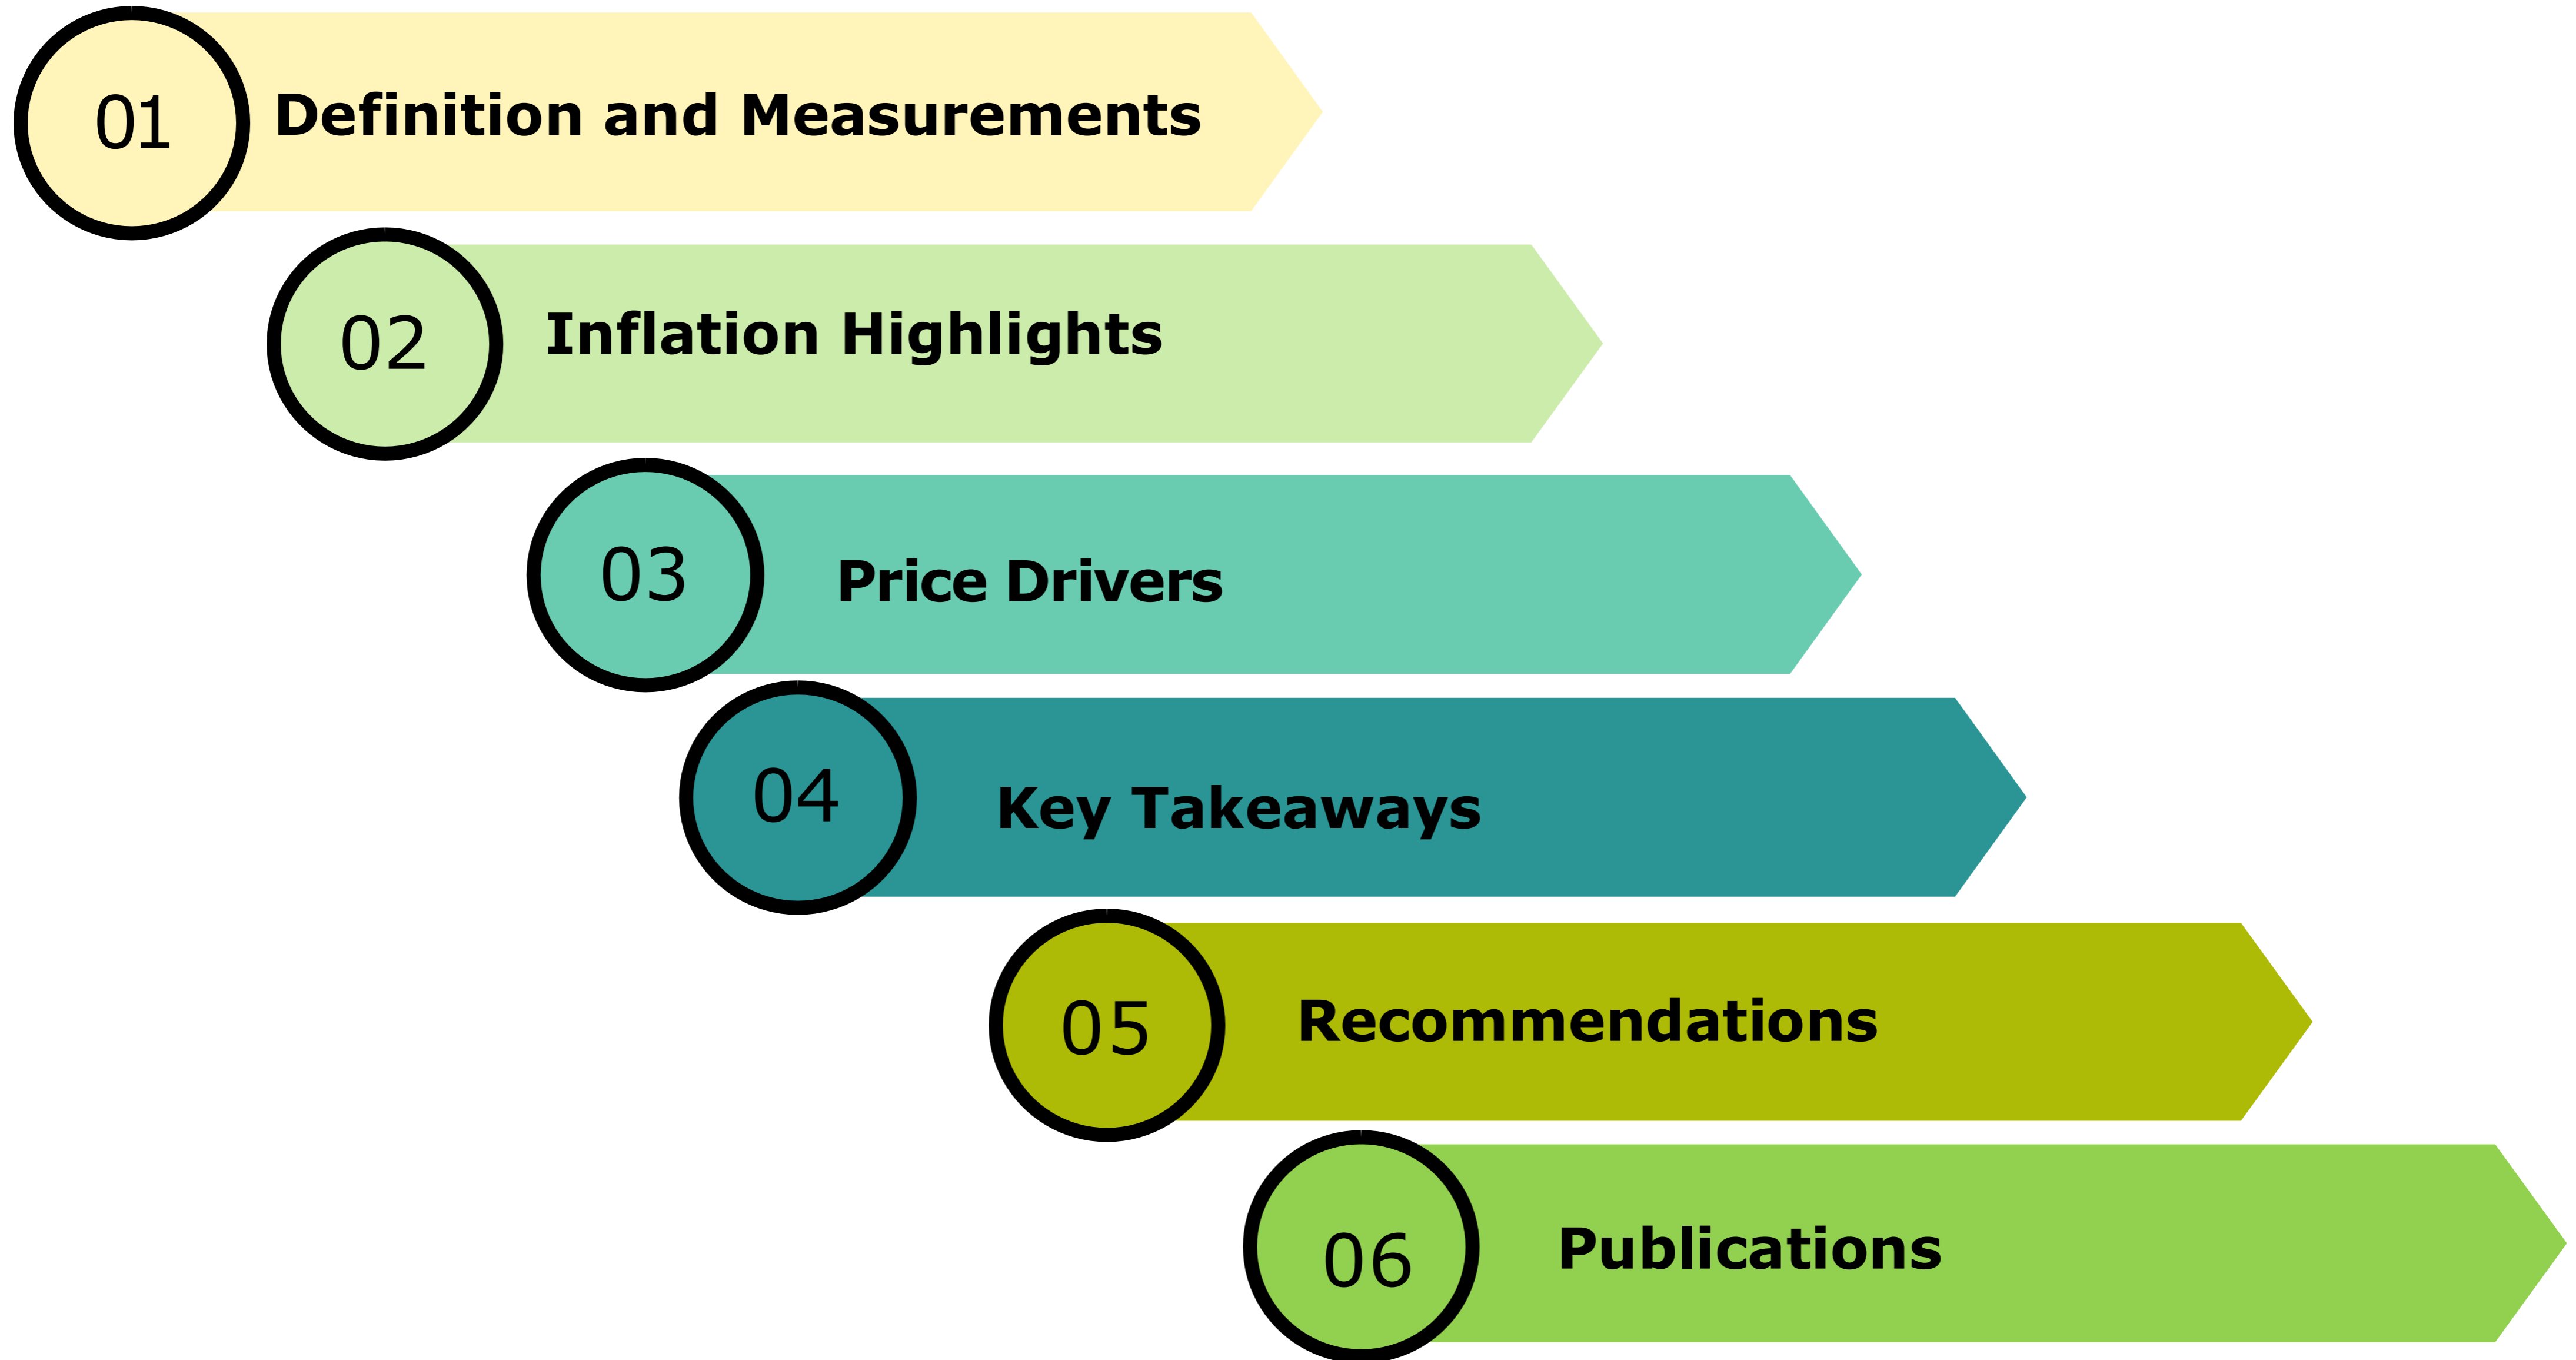 01
Definition and Measurements
02
Inflation Highlights
03
Price Drivers
04
Key Takeaways
05
Recommendations
06
Publications